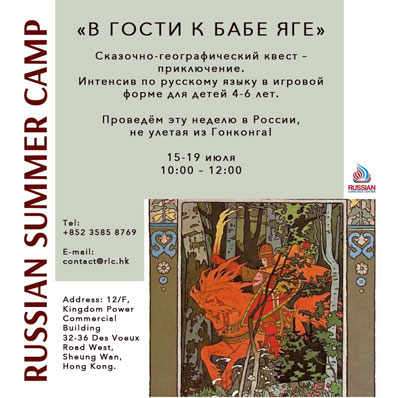 RUSSIAN SUMMER CAMP
«В ГОСТИ К БАБЕ ЯГЕ»
Сказочно-географический квест –
приключение.
Интенсив по русскому языку в игровой
форме для детей 4-6 лет.
Проведём эту неделю в России,
не улетая из Гонконга!
15-19 июля
10:00 – 12:00
RUSSIAN
LANGUAGE CENTER
Tel:
+852 3585 8769
E-mail:
contact@rlc.hk
Address: 12/F,
Kingdom Power
Commercial
Building
32-36 Des Voeux
Road West,
Sheung Wan,
Hong Kong.